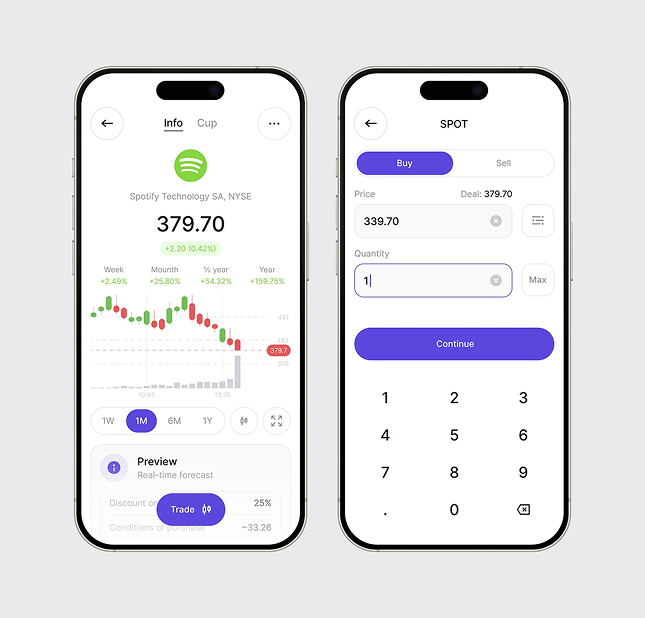 Info Cup
Spotify Technology SA, NYSE
379.70
+2.20 (0.42%)
Week Mounth ½ year Year
+2.49% +25.80% +54.32% +159.75%
481
483
379.7
378
10:45 13:15
1W 1M 6M 1Y
Preview
Real-time forecast
Discount on 25%
Trade
Conditions of purchase −33.26
SPOT
Buy Sell
Price Deal: 379.70
339.70
Quantity
1 Max
Continue
1 2 3
4 5 6
7 8 9
. 0